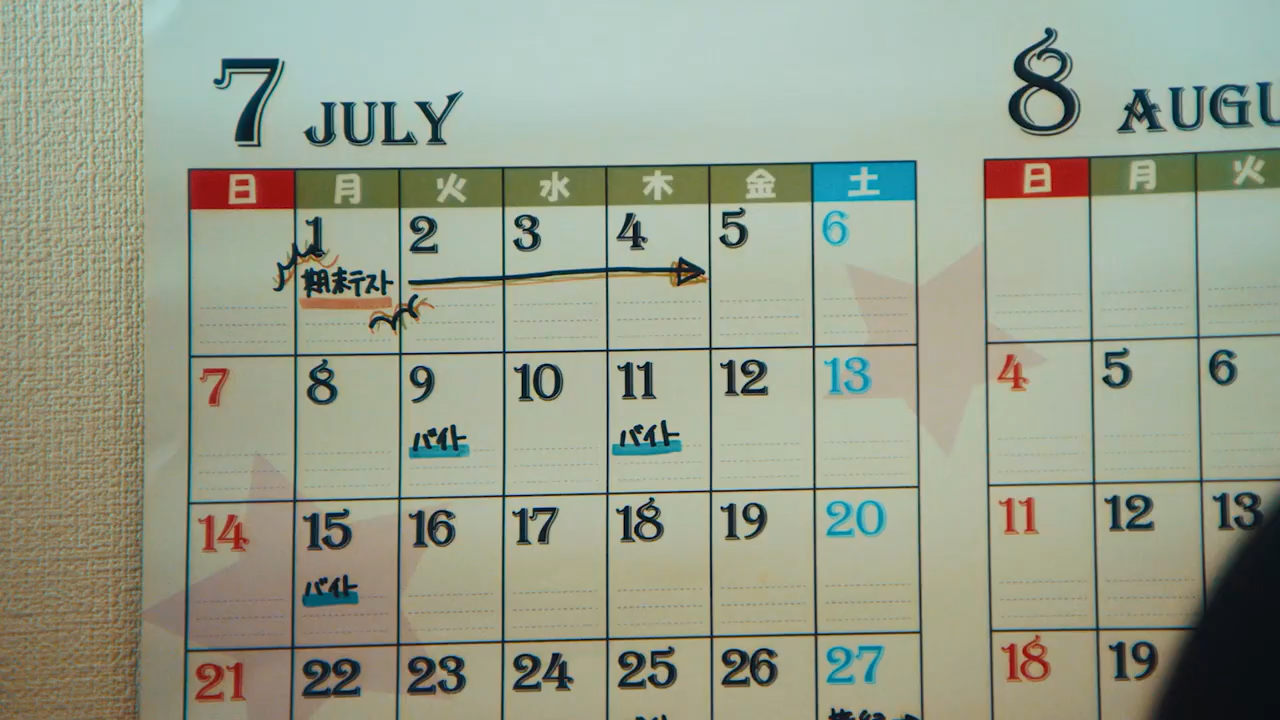 7 JULY
日 月 火 水 木 金 土
1 2 3 4 5 6
期末テスト
7 8 9 10 11 12 13
バイト バイト
14 15 16 17 18 19 20
バイト
21 22 23 24 25 26 27
8 AUGU
日 月 火
4 5 6
11 12 13
18 19